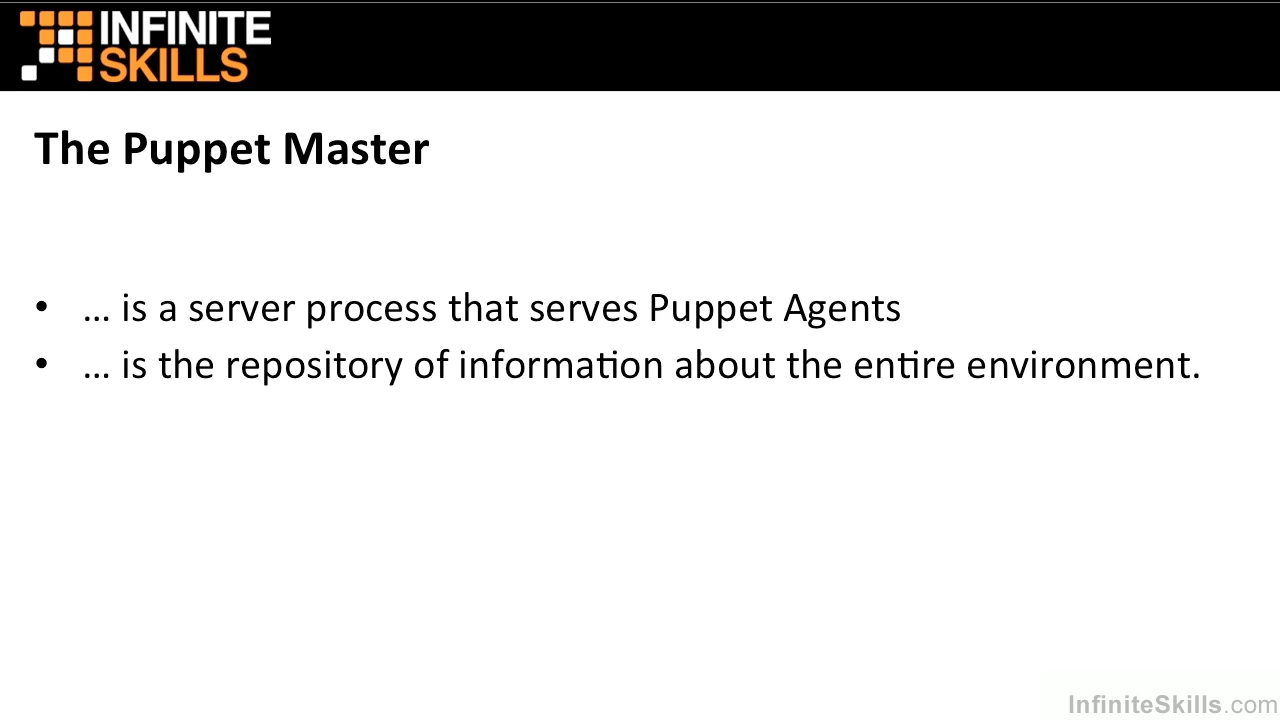 INFINITE
SKILLS
The Puppet Master
• … is a server process that serves Puppet Agents
• … is the repository of information about the entire environment.
InfiniteSkills.com